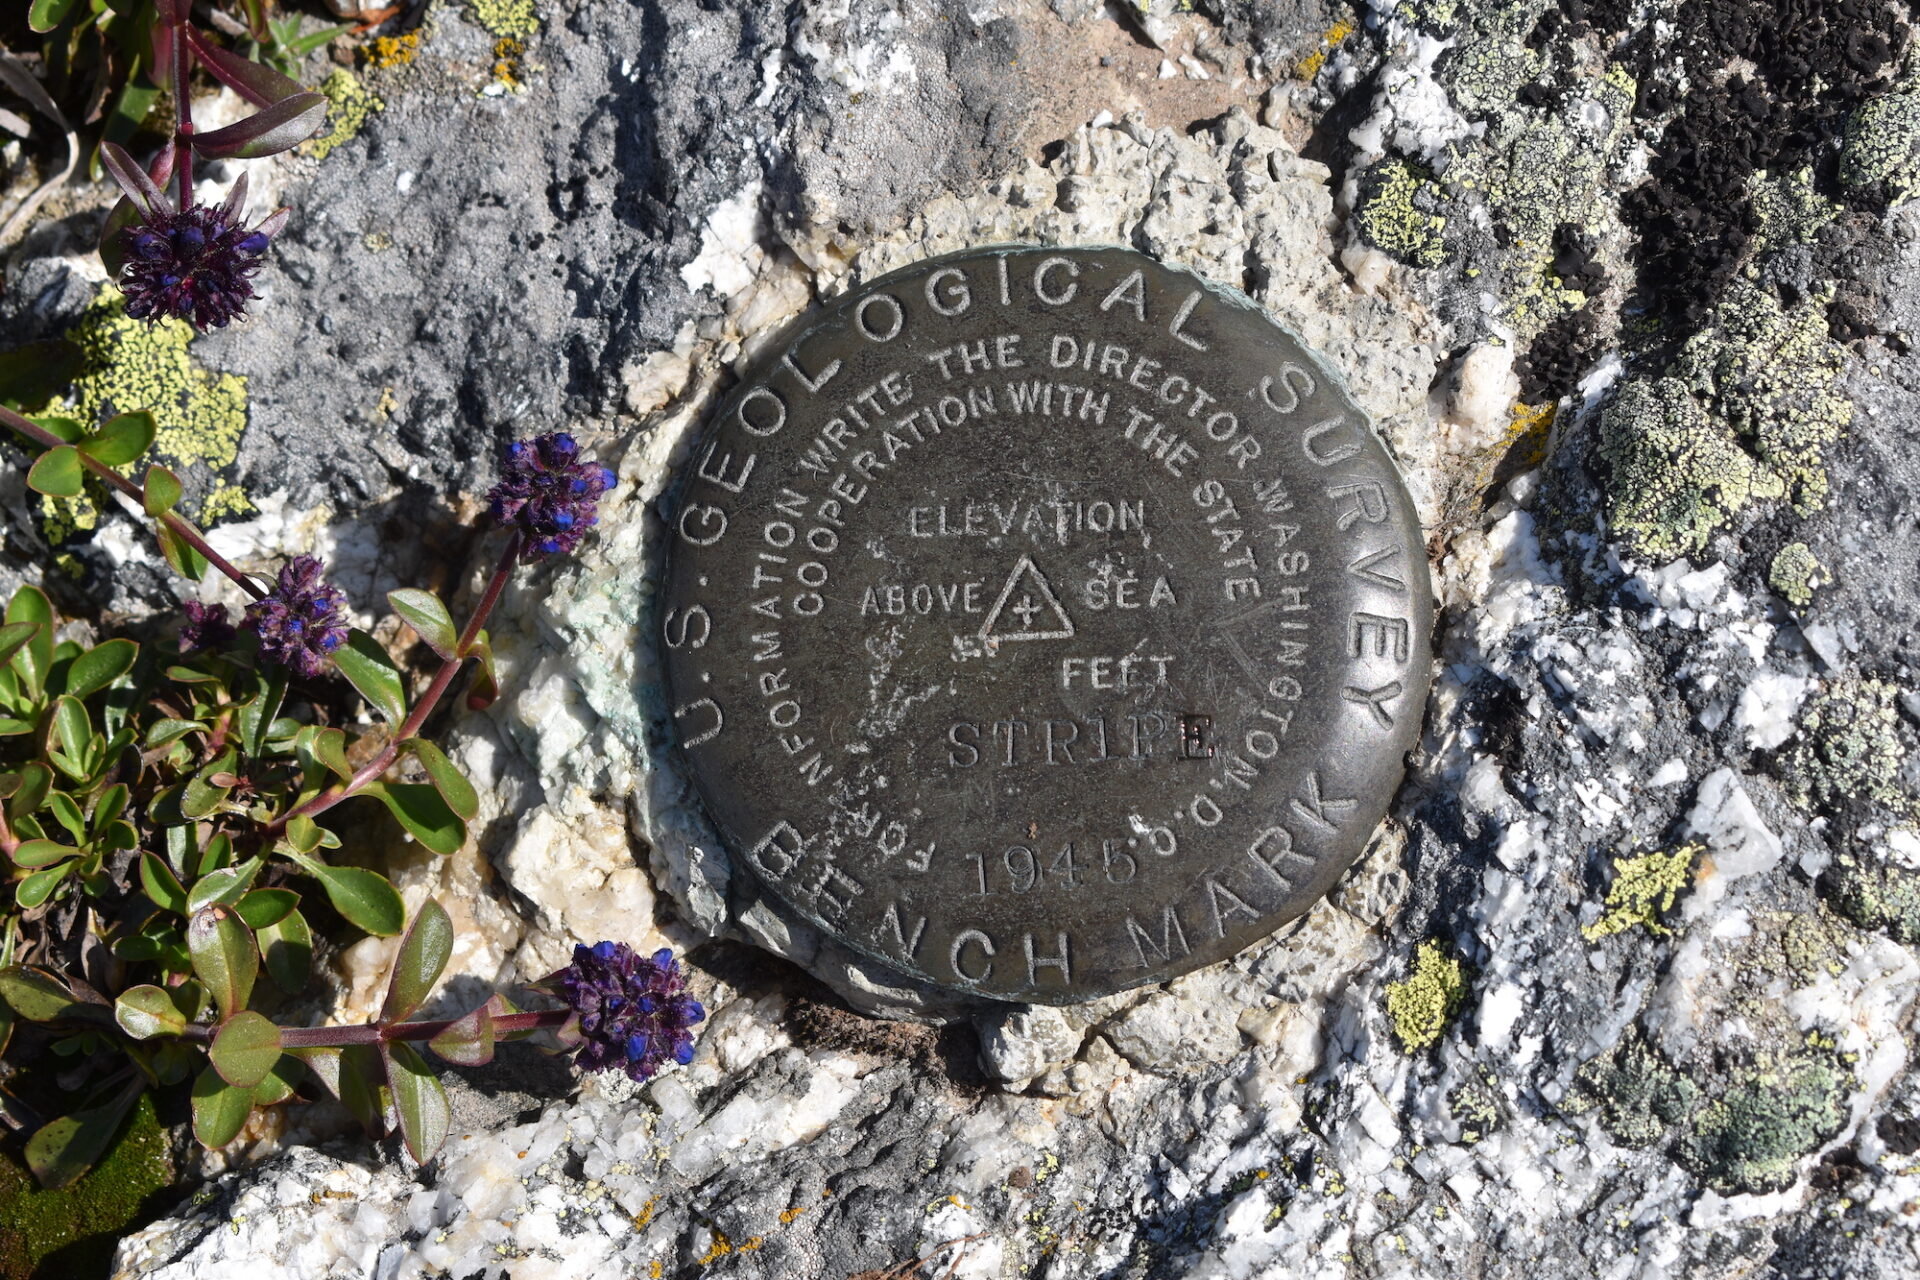 U.S. GEOLOGICAL SURVEY
BENCH MARK
FOR INFORMATION WRITE THE DIRECTOR WASHINGTON, D.C.
COOPERATION WITH THE STATE
ELEVATION
ABOVE SEA
FEET
STRIPE
1945